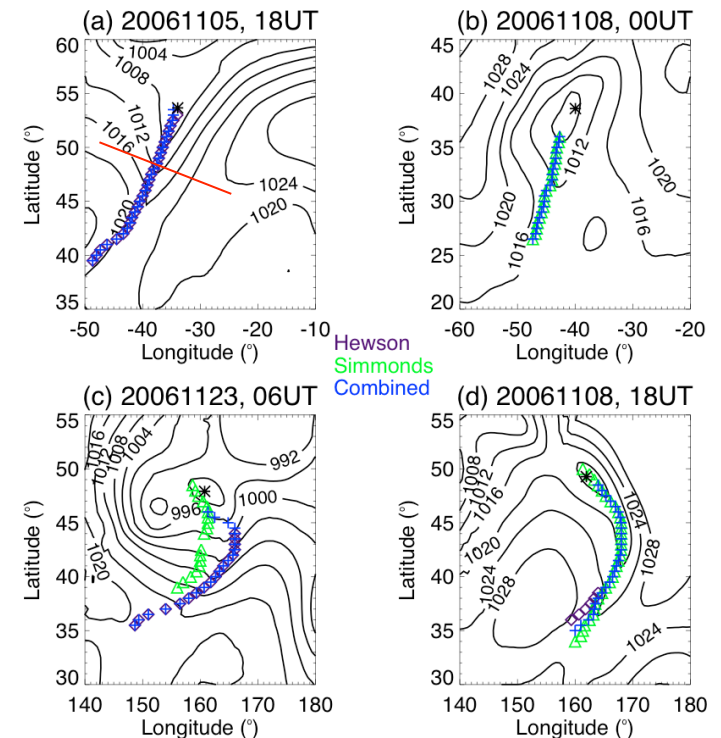 (a) 20061105, 18UT
(b) 20061108, 00UT
60
55
50
45
40
35
Latitude (°)
-50 -40 -30 -20 -10
Longitude (°)
1004
1008
1012
1016
1020
1024
1020
45
40
35
30
25
20
Latitude (°)
-60 -50 -40 -30 -20
Longitude (°)
1028
1024
1012
1020
1016
1016
Hewson
Simmonds
Combined
(c) 20061123, 06UT
(d) 20061108, 18UT
55
50
45
40
35
30
Latitude (°)
140 150 160 170 180
Longitude (°)
1016
1012
1008
1004
992
1000
996
1020
55
50
45
40
35
30
Latitude (°)
140 150 160 170 180
Longitude (°)
1008
1012
1016
1020
1024
1028
1024
1028
1024